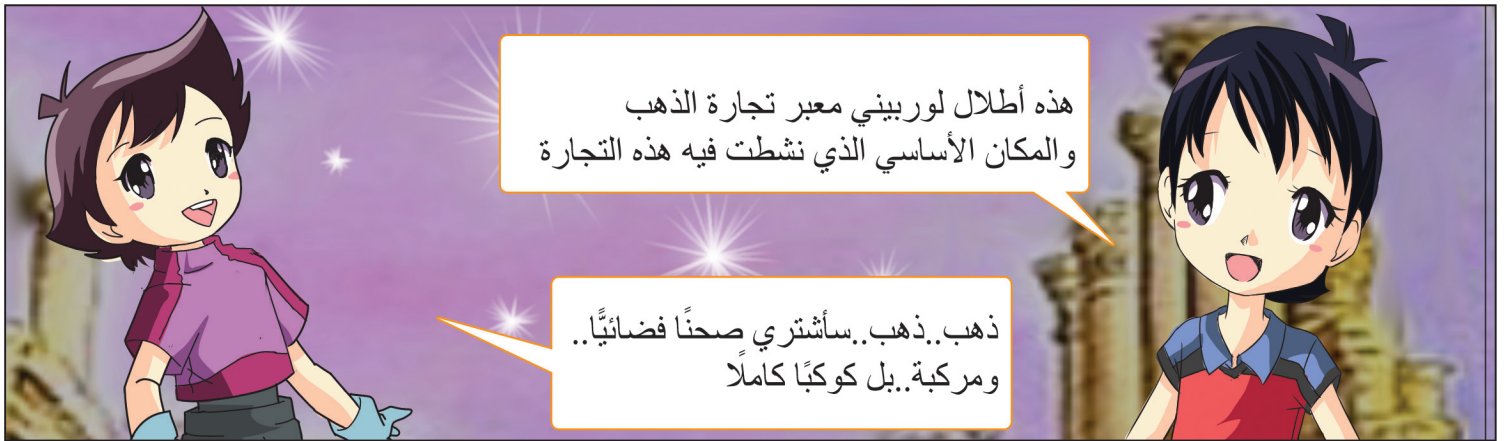 هذه أطلال لوربيني معبر تجارة الذهب
والمكان الأساسي الذي نشطت فيه هذه التجارة
ذهب..ذهب..سأشتري صحنًا فضائيًّا..
ومركبة..بل كوكبًا كاملًا